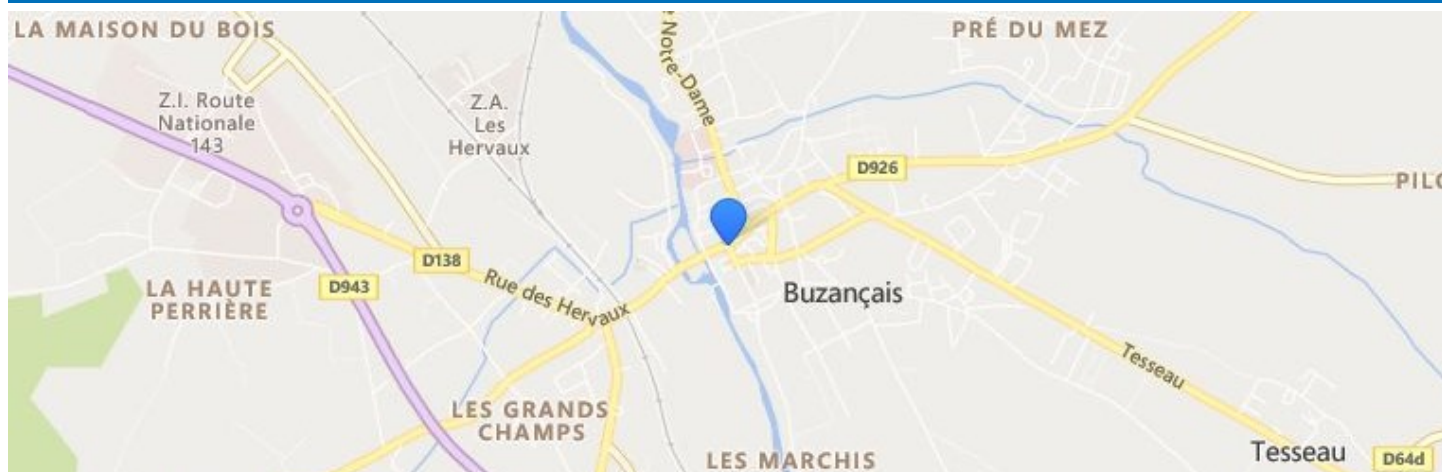 LA MAISON DU BOIS
PRÉ DU MEZ
Notre-Dame
Z.I. Route
Nationale
143
Z.A.
Les
Hervaux
D926
PILO
D138
D943
LA HAUTE
PERRIÈRE
Rue des Hervaux
Buzançais
Tesseau
LES GRANDS
CHAMPS
LES MARCHIS
Tesseau
D64d